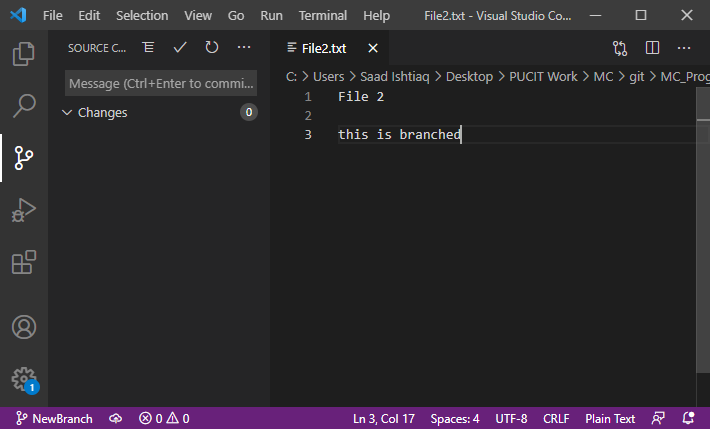 File Edit Selection View Go Run Terminal Help File2.txt - Visual Studio Co...
SOURCE C...
File2.txt
Message (Ctrl+Enter to commi...
C: > Users > Saad Ishtiaq > Desktop > PUCIT Work > MC > git > MC_Prog
Changes 0
1 File 2
2
3 this is branched
1
NewBranch 0 0 Ln 3, Col 17 Spaces: 4 UTF-8 CRLF Plain Text